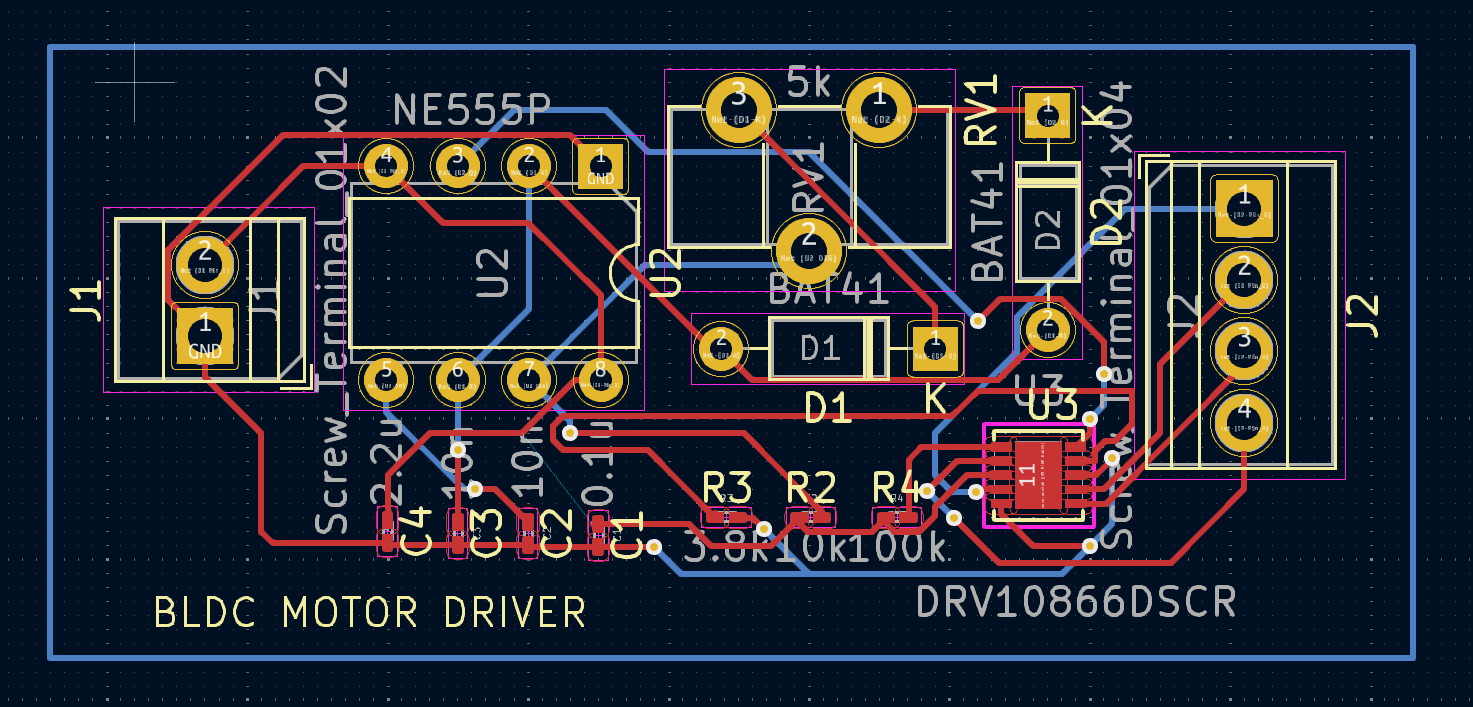 5k
NE555P
RV1
K
3
1
1
4
3
2
1
GND
RV1
Screw_Terminal_01x02
Screw_Terminal_01x04
BAT41
D2
D2
1
2
2
J1
J1
U2
U2
2
BAT41
1
GND
D1
2
1
2
J2
J2
3
5
6
7
8
K
D1
U3
U3
4
2.2u
10n
10n
0.1u
11
R3
R2
R4
C4
C3
C2
C1
3.8k
10k
100k
DRV10866DSCR
BLDC MOTOR DRIVER